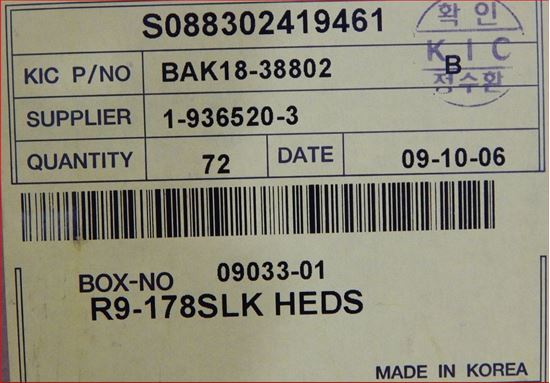 S088302419461
확인
KIC
B
정수환
KIC P/NO BAK18-38802
SUPPLIER 1-936520-3
QUANTITY 72 DATE 09-10-06
BOX-NO 09033-01
R9-178SLK HEDS
MADE IN KOREA